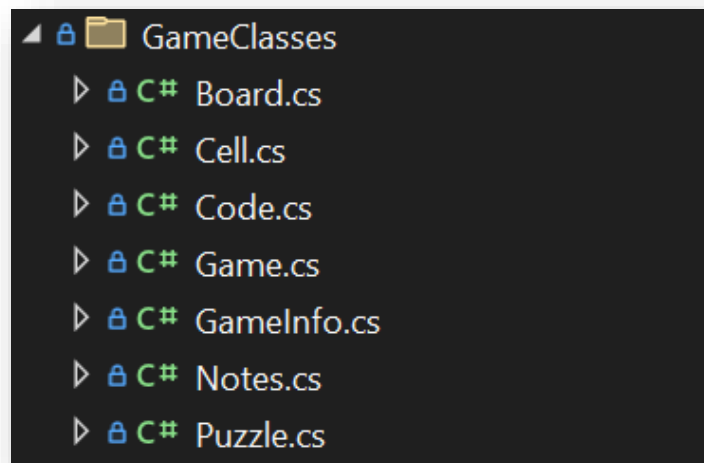 GameClasses
C# Board.cs
C# Cell.cs
C# Code.cs
C# Game.cs
C# GameInfo.cs
C# Notes.cs
C# Puzzle.cs